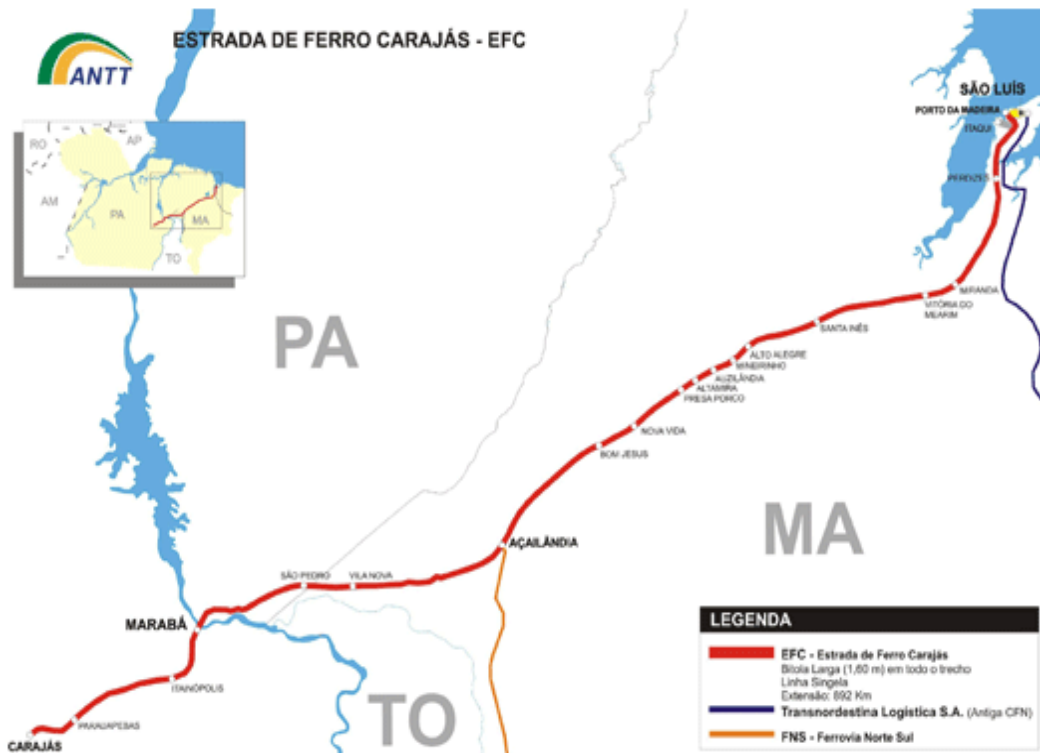 ESTRADA DE FERRO CARAJÁS - EFC
ANTT
RO
AP
AM
PA
MA
TO
SÃO LUÍS
PORTO DA MADEIRA
ITAQUI
PERIZES
MIRANDA
VITÓRIA DO
MEARIM
SANTA INÊS
ALTO ALEGRE
MINEIRINHO
AUZILÂNDIA
ALTAMIRA
PRESA PORCO
NOVA VIDA
BOM JESUS
PA
MA
AÇAILÂNDIA
SÃO PEDRO
VILA NOVA
MARABÁ
ITAINÓPOLIS
PARAUAPEBAS
CARAJÁS
TO
LEGENDA
EFC - Estrada de Ferro Carajás
Bitola Larga (1,60 m) em todo o trecho
Linha Singela
Extensão: 892 Km
Transnordestina Logística S.A. (Antiga CFN)
FNS - Ferrovia Norte Sul